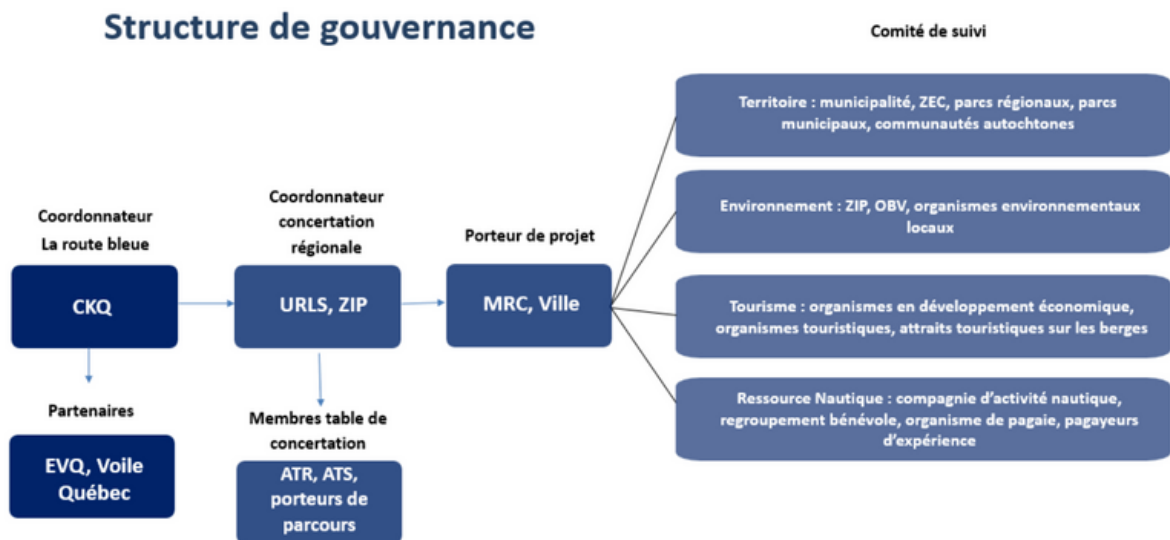 Structure de gouvernance
Comité de suivi
Territoire : municipalité, ZEC, parcs régionaux, parcs
municipaux, communautés autochtones
Environnement : ZIP, OBV, organismes environnementaux
locaux
Tourisme : organismes en développement économique,
organismes touristiques, attraits touristiques sur les berges
Ressource Nautique : compagnie d’activité nautique,
regroupement bénévole, organisme de pagaie, pagayeurs
d’expérience
Coordonnateur
La route bleue
CKQ
Partenaires
EVQ, Voile
Québec
Coordonnateur
concertation
régionale
URLS, ZIP
Membres table de
concertation
ATR, ATS,
porteurs de
parcours
Porteur de projet
MRC, Ville